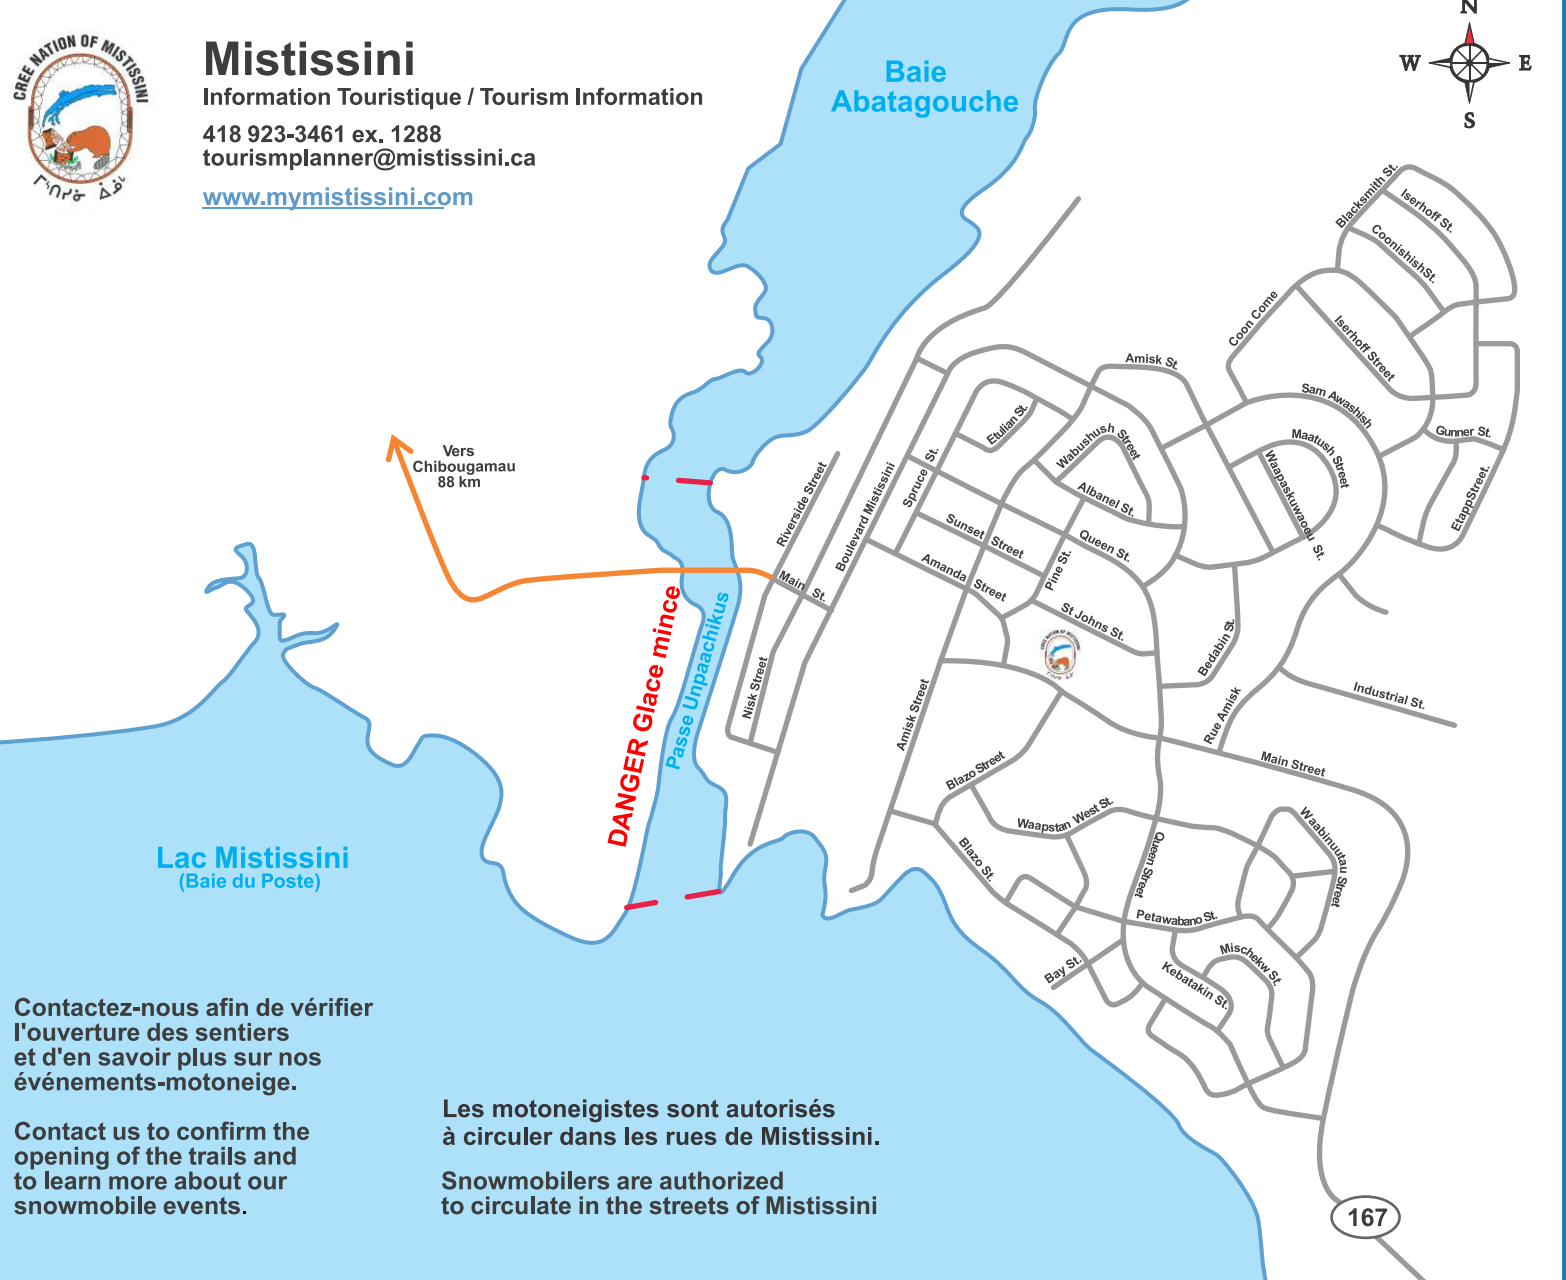 CREE NATION OF MISTISSINI
Mistissini
Information Touristique / Tourism Information
418 923-3461 ex. 1288
tourismplanner@mistissini.ca
www.mymistissini.com
Baie
Abatagouche
N
W
E
S
Blacksmith St.
Iserhoff St.
Coonishish St.
Coon Come
Iserhoff Street
Amisk St.
Sam Awashish
Gunner St.
Maatush Street
Waapaskuwaoeu St.
Etapp Street.
Etulian St.
Wabushush Street
Albanel St.
Vers
Chibougamau
88 km
Riverside Street
Boulevard Mistissini
Spruce St.
Sunset Street
Queen St.
Amanda Street
Pine St.
Main St.
St Johns St.
CREE NATION OF MISTISSINI
Bedabin St.
DANGER Glace mince
Passe Unpaachikus
Nisk Street
Amisk Street
Rue Amisk
Industrial St.
Main Street
Blazo Street
Waapstan West St.
Waabinuutau Street
Blazo St.
Queen Street
Petawabano St.
Bay St.
Kebatakin St.
Mischekw St.
Lac Mistissini
(Baie du Poste)
Contactez-nous afin de vérifier
l'ouverture des sentiers
et d'en savoir plus sur nos
événements-motoneige.
Contact us to confirm the
opening of the trails and
to learn more about our
snowmobile events.
Les motoneigistes sont autorisés
à circuler dans les rues de Mistissini.
Snowmobilers are authorized
to circulate in the streets of Mistissini
167